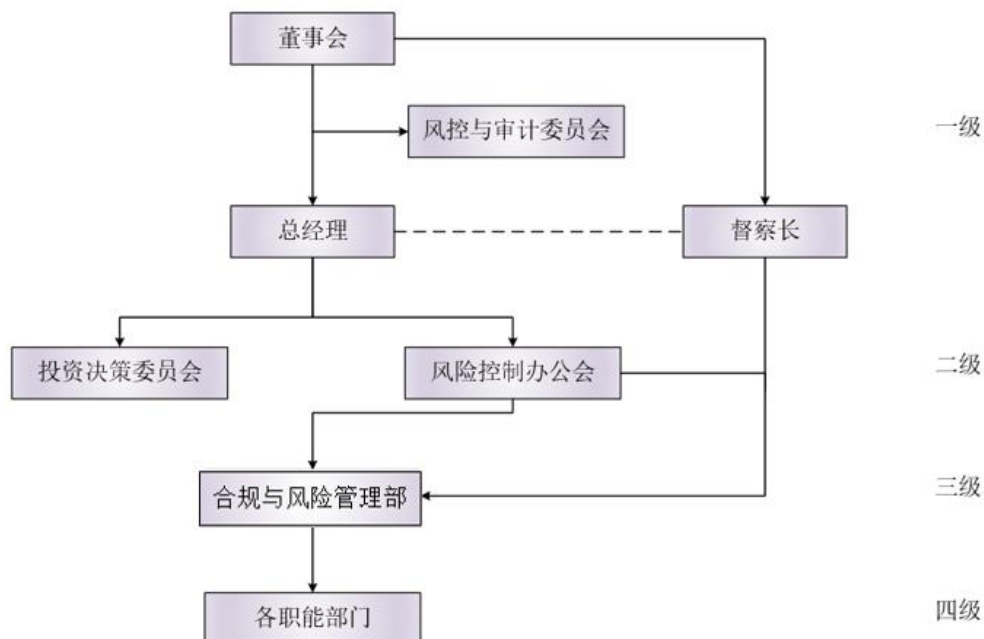 董事会
风控与审计委员会
一级
总经理
督察长
投资决策委员会
风险控制办公会
二级
合规与风险管理部
三级
各职能部门
四级